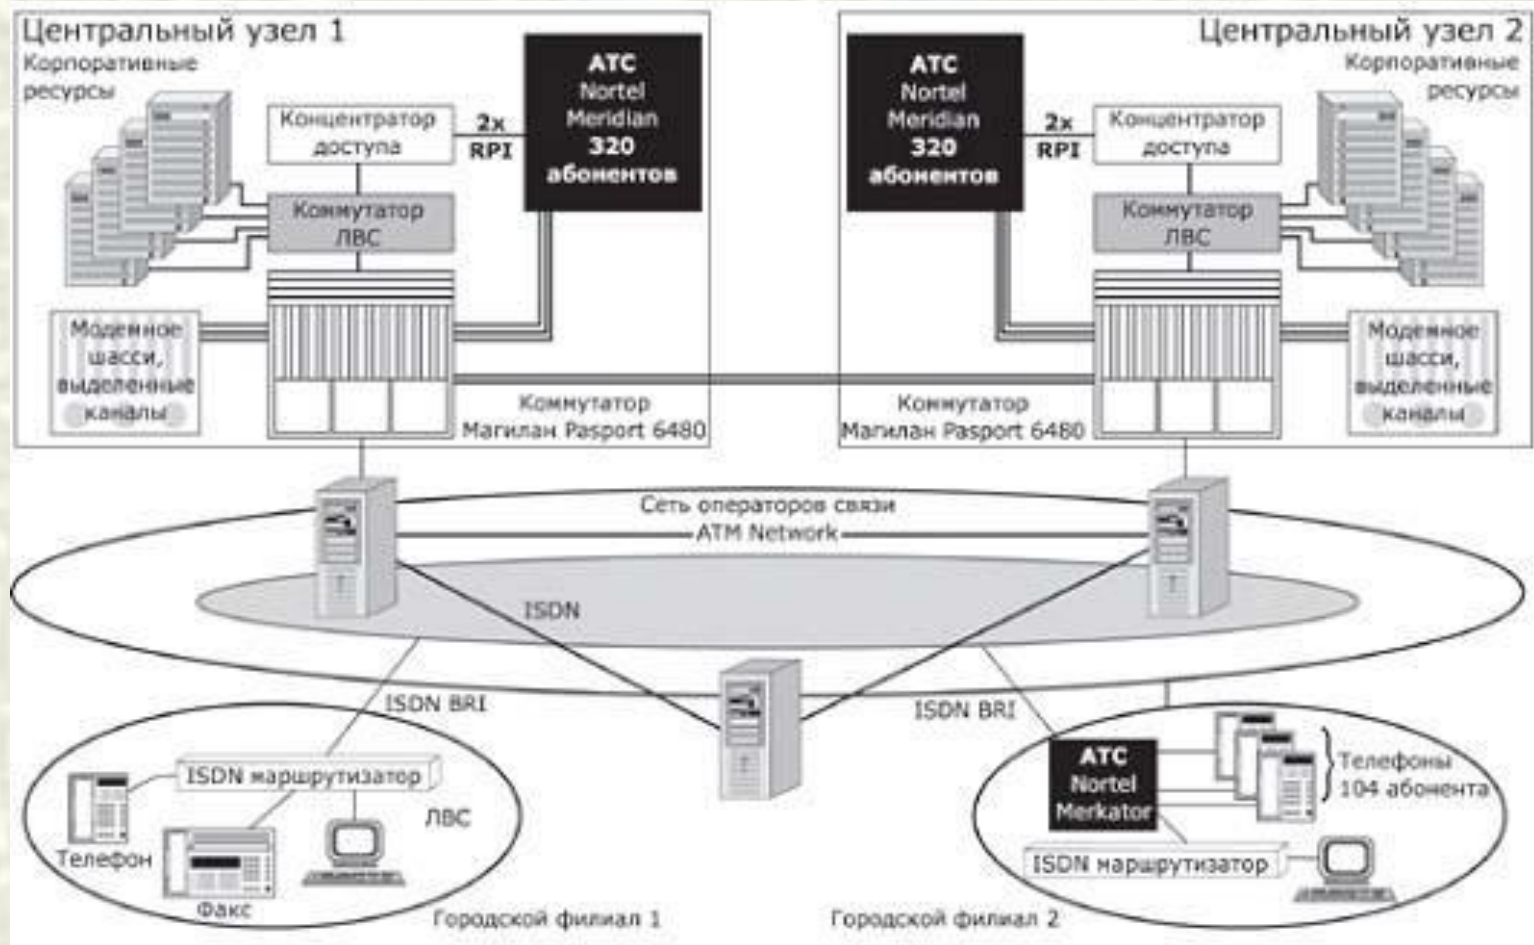 Центральный узел 1
Корпоративные
ресурсы
Концентратор
доступа
2x
RPI
АТС
Nortel
Meridian
320
абонентов
Коммутатор
ЛВС
Модемное
шасси,
выделенные
каналы
Коммутатор
Магилан Pasport 6480
Центральный узел 2
Корпоративные
ресурсы
АТС
Nortel
Meridian
320
абонентов
2x
RPI
Концентратор
доступа
Коммутатор
ЛВС
Модемное
шасси,
выделенные
каналы
Коммутатор
Магилан Pasport 6480
Сеть операторов связи
ATM Network
ISDN
ISDN BRI
ISDN BRI
ISDN маршрутизатор
ЛВС
Телефон
Факс
Городской филиал 1
АТС
Nortel
Merkator
Телефоны
104 абонента
ISDN маршрутизатор
Городской филиал 2